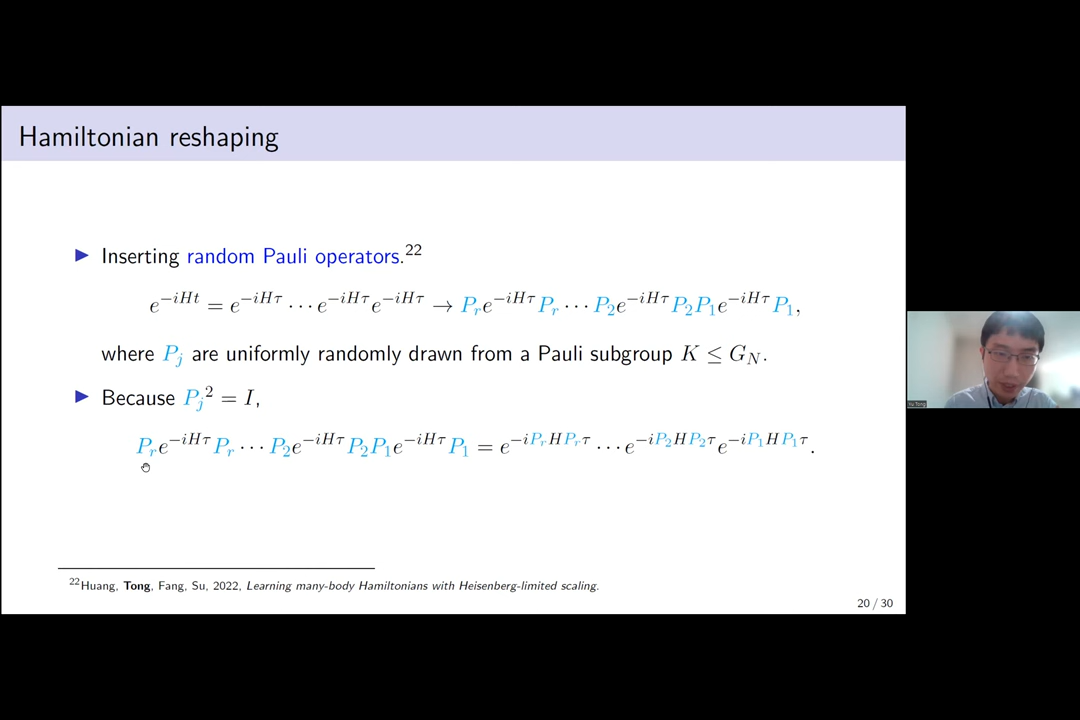 Hamiltonian reshaping
▶ Inserting random Pauli operators.²²
e^{−iHt} = e^{−iHτ} ⋯ e^{−iHτ} e^{−iHτ} → P_r e^{−iHτ} P_r ⋯ P_2 e^{−iHτ} P_2 P_1 e^{−iHτ} P_1,
where P_j are uniformly randomly drawn from a Pauli subgroup K ≤ G_N.
▶ Because P_j² = I,
P_r e^{−iHτ} P_r ⋯ P_2 e^{−iHτ} P_2 P_1 e^{−iHτ} P_1 = e^{−iP_r H P_r τ} ⋯ e^{−iP_2 H P_2 τ} e^{−iP_1 H P_1 τ}.
²²Huang, Tong, Fang, Su, 2022, Learning many-body Hamiltonians with Heisenberg-limited scaling.
20 / 30
Yu Tong